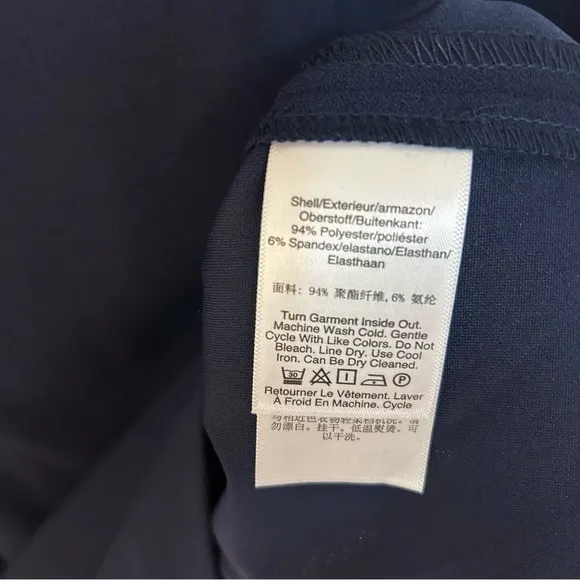 Shell/Exterieur/armazon/
Oberstoff/Buitenkant:
94% Polyester/poliéster
6% Spandex/elastano/Elasthan/
Elasthaan
面料: 94% 聚酯纤维,6% 氨纶
Turn Garment Inside Out.
Machine Wash Cold. Gentle
Cycle With Like Colors. Do Not
Bleach. Line Dry. Use Cool
Iron. Can Be Dry Cleaned.
30 P
Retourner Le Vêtement. Laver
À Froid En Machine. Cycle
勿漂白。挂干。低温熨烫。可
以干洗。